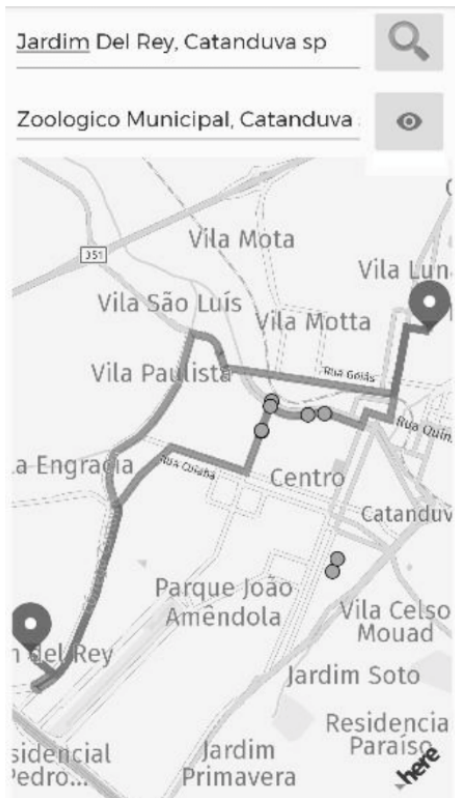 Jardim Del Rey, Catanduva sp
Zoologico Municipal, Catanduva
351
Vila Mota
Vila Lun
Vila São Luís
Vila Motta
Vila Paulista
Rua Goiás
Rua Quin
a Engracia
Rua Cuiabá
Centro
Catanduv
Parque João
Amêndola
Vila Celso
Mouad
del Rey
Jardim Soto
Residencia
Paraíso
sidencial
Pedro...
Jardim
Primavera
here